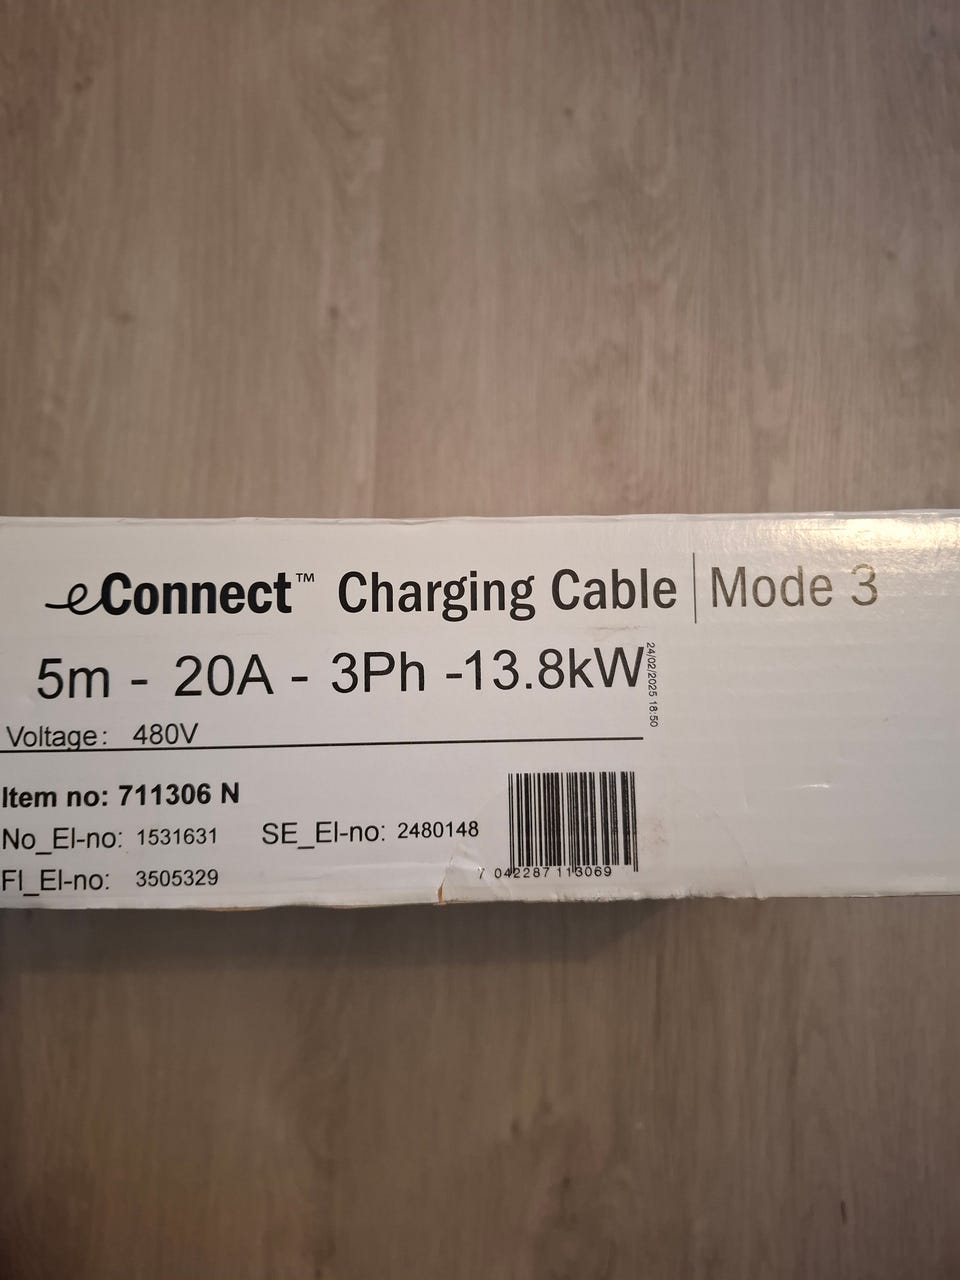 eConnect™ Charging Cable | Mode 3
5m - 20A - 3Ph -13.8kW
24/02/2025 18:50
Voltage: 480V
Item no: 711306 N
No_El-no: 1531631 SE_El-no: 2480148
FI_El-no: 3505329
7 042287 113069